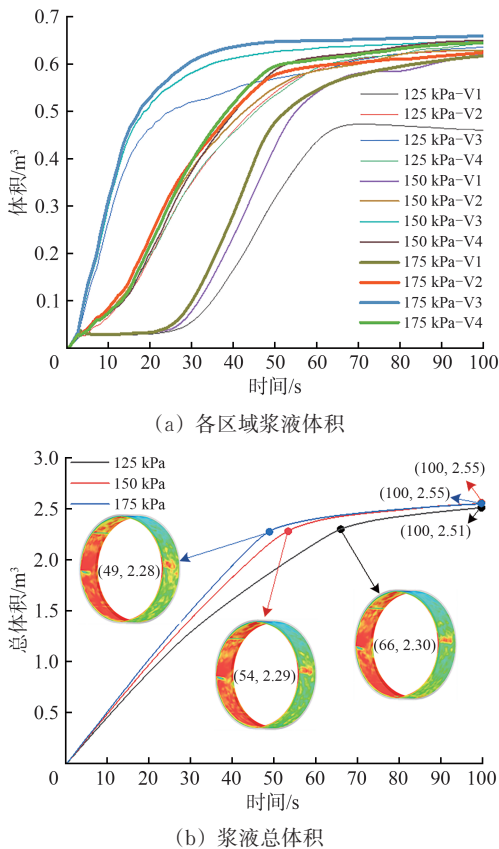 0.7
0.6
0.5
0.4
0.3
0.2
0.1
体积/m³
125 kPa-V1
125 kPa-V2
125 kPa-V3
125 kPa-V4
150 kPa-V1
150 kPa-V2
150 kPa-V3
150 kPa-V4
175 kPa-V1
175 kPa-V2
175 kPa-V3
175 kPa-V4
0 10 20 30 40 50 60 70 80 90 100
时间/s
(a) 各区域浆液体积
3.0
2.5
2.0
1.5
1.0
0.5
总体积/m³
125 kPa
150 kPa
175 kPa
(100, 2.55)
(100, 2.55)
(100, 2.51)
(49, 2.28)
(54, 2.29)
(66, 2.30)
0 10 20 30 40 50 60 70 80 90 100
时间/s
(b) 浆液总体积